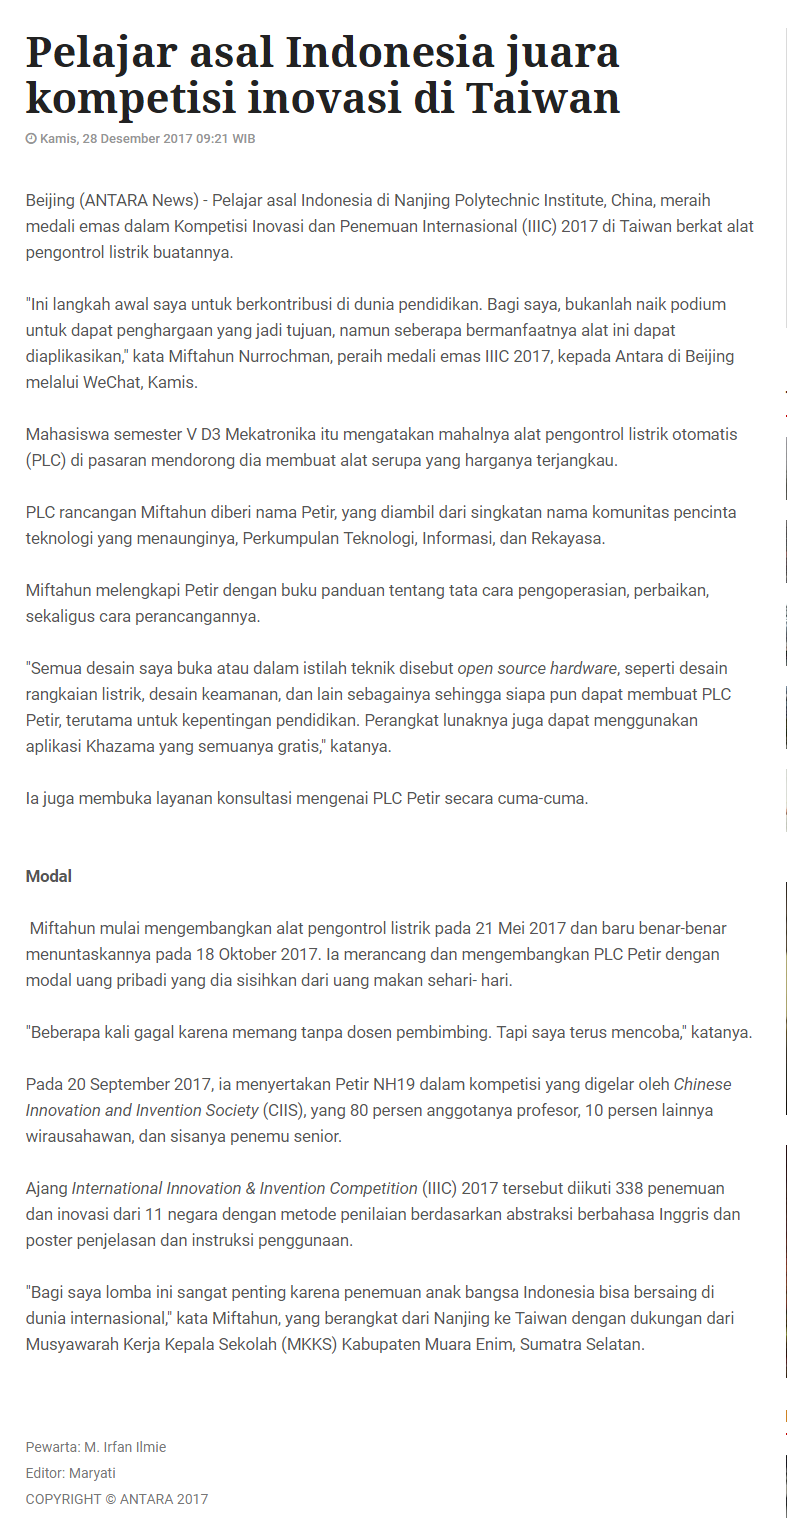 Pelajar asal Indonesia juara
kompetisi inovasi di Taiwan
Kamis, 28 Desember 2017 09:21 WIB
Beijing (ANTARA News) - Pelajar asal Indonesia di Nanjing Polytechnic Institute, China, meraih
medali emas dalam Kompetisi Inovasi dan Penemuan Internasional (IIIC) 2017 di Taiwan berkat alat
pengontrol listrik buatannya.
"Ini langkah awal saya untuk berkontribusi di dunia pendidikan. Bagi saya, bukanlah naik podium
untuk dapat penghargaan yang jadi tujuan, namun seberapa bermanfaatnya alat ini dapat
diaplikasikan," kata Miftahun Nurrochman, peraih medali emas IIIC 2017, kepada Antara di Beijing
melalui WeChat, Kamis.
Mahasiswa semester V D3 Mekatronika itu mengatakan mahalnya alat pengontrol listrik otomatis
(PLC) di pasaran mendorong dia membuat alat serupa yang harganya terjangkau.
PLC rancangan Miftahun diberi nama Petir, yang diambil dari singkatan nama komunitas pencinta
teknologi yang menaunginya, Perkumpulan Teknologi, Informasi, dan Rekayasa.
Miftahun melengkapi Petir dengan buku panduan tentang tata cara pengoperasian, perbaikan,
sekaligus cara perancangannya.
"Semua desain saya buka atau dalam istilah teknik disebut open source hardware, seperti desain
rangkaian listrik, desain keamanan, dan lain sebagainya sehingga siapa pun dapat membuat PLC
Petir, terutama untuk kepentingan pendidikan. Perangkat lunaknya juga dapat menggunakan
aplikasi Khazama yang semuanya gratis," katanya.
Ia juga membuka layanan konsultasi mengenai PLC Petir secara cuma-cuma.
Modal
Miftahun mulai mengembangkan alat pengontrol listrik pada 21 Mei 2017 dan baru benar-benar
menuntaskannya pada 18 Oktober 2017. Ia merancang dan mengembangkan PLC Petir dengan
modal uang pribadi yang dia sisihkan dari uang makan sehari- hari.
"Beberapa kali gagal karena memang tanpa dosen pembimbing. Tapi saya terus mencoba," katanya.
Pada 20 September 2017, ia menyertakan Petir NH19 dalam kompetisi yang digelar oleh Chinese
Innovation and Invention Society (CIIS), yang 80 persen anggotanya profesor, 10 persen lainnya
wirausahawan, dan sisanya penemu senior.
Ajang International Innovation & Invention Competition (IIIC) 2017 tersebut diikuti 338 penemuan
dan inovasi dari 11 negara dengan metode penilaian berdasarkan abstraksi berbahasa Inggris dan
poster penjelasan dan instruksi penggunaan.
"Bagi saya lomba ini sangat penting karena penemuan anak bangsa Indonesia bisa bersaing di
dunia internasional," kata Miftahun, yang berangkat dari Nanjing ke Taiwan dengan dukungan dari
Musyawarah Kerja Kepala Sekolah (MKKS) Kabupaten Muara Enim, Sumatra Selatan.
Pewarta: M. Irfan Ilmie
Editor: Maryati
COPYRIGHT © ANTARA 2017